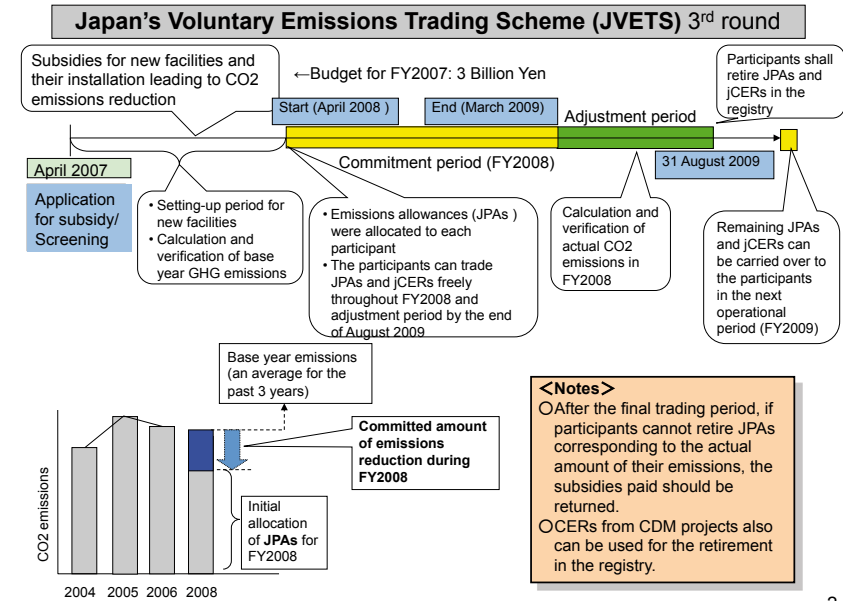 Japan's Voluntary Emissions Trading Scheme (JVETS) 3rd round
Subsidies for new facilities and
their installation leading to CO2
emissions reduction
←Budget for FY2007: 3 Billion Yen
Participants shall
retire JPAs and
jCERs in the
registry
Start (April 2008 )
End (March 2009)
Adjustment period
Commitment period (FY2008)
31 August 2009
April 2007
Application
for subsidy/
Screening
• Setting-up period for
new facilities
• Calculation and
verification of base
year GHG emissions
• Emissions allowances (JPAs )
were allocated to each
participant
• The participants can trade
JPAs and jCERs freely
throughout FY2008 and
adjustment period by the end
of August 2009
Calculation and
verification of
actual CO2
emissions in
FY2008
Remaining JPAs
and jCERs can
be carried over to
the participants
in the next
operational
period (FY2009)
Base year emissions
(an average for the
past 3 years)
Committed amount
of emissions
reduction during
FY2008
Initial
allocation
of JPAs for
FY2008
CO2 emissions
2004 2005 2006 2008
＜Notes＞
○After the final trading period, if
participants cannot retire JPAs
corresponding to the actual
amount of their emissions, the
subsidies paid should be
returned.
○CERs from CDM projects also
can be used for the retirement
in the registry.